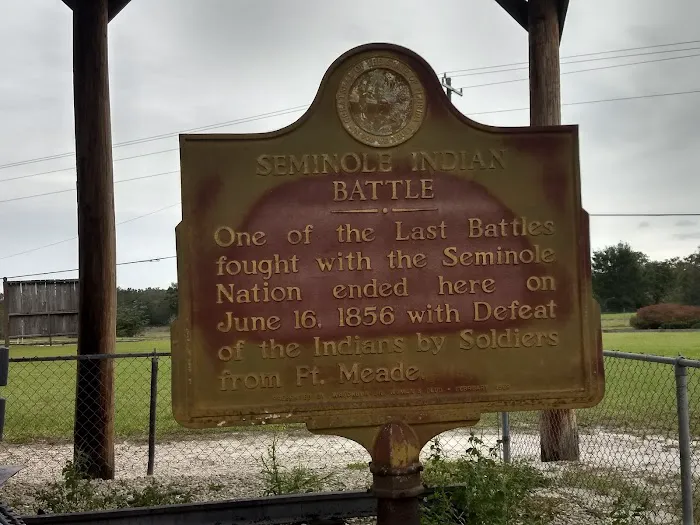 SEMINOLE INDIAN
BATTLE
One of the Last Battles
fought with the Seminole
Nation ended here on
June 16, 1856 with Defeat
of the Indians by Soldiers
from Ft. Meade